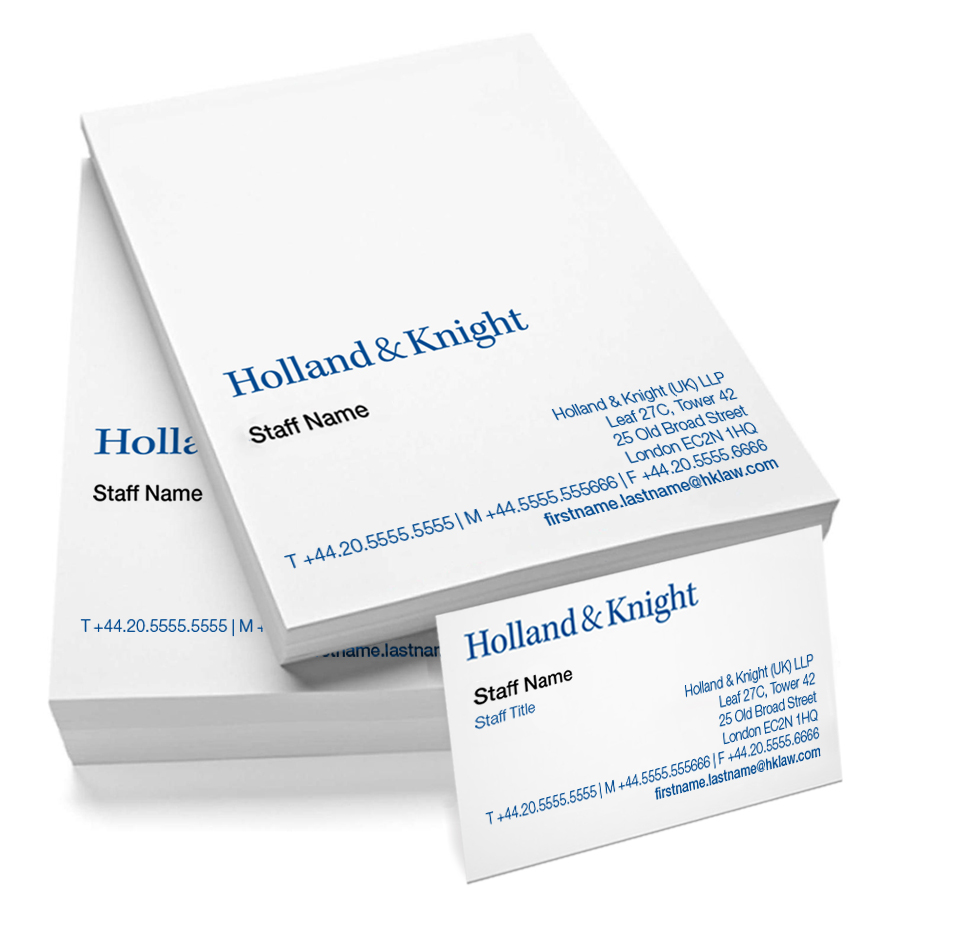 Holland & Knight
Staff Name
Holland & Knight (UK) LLP
Leaf 27C, Tower 42
25 Old Broad Street
London EC2N 1HQ
T +44.20.5555.5555 | M +44.5555.555666 | F +44.20.5555.6666
firstname.lastname@hklaw.com
Holla
Staff Name
T +44.20.5555.5555 | M +
Holland & Knight
Staff Name
Staff Title
Holland & Knight (UK) LLP
Leaf 27C, Tower 42
25 Old Broad Street
London EC2N 1HQ
T +44.20.5555.5555 | M +44.5555.555666 | F +44.20.5555.6666
firstname.lastname@hklaw.com